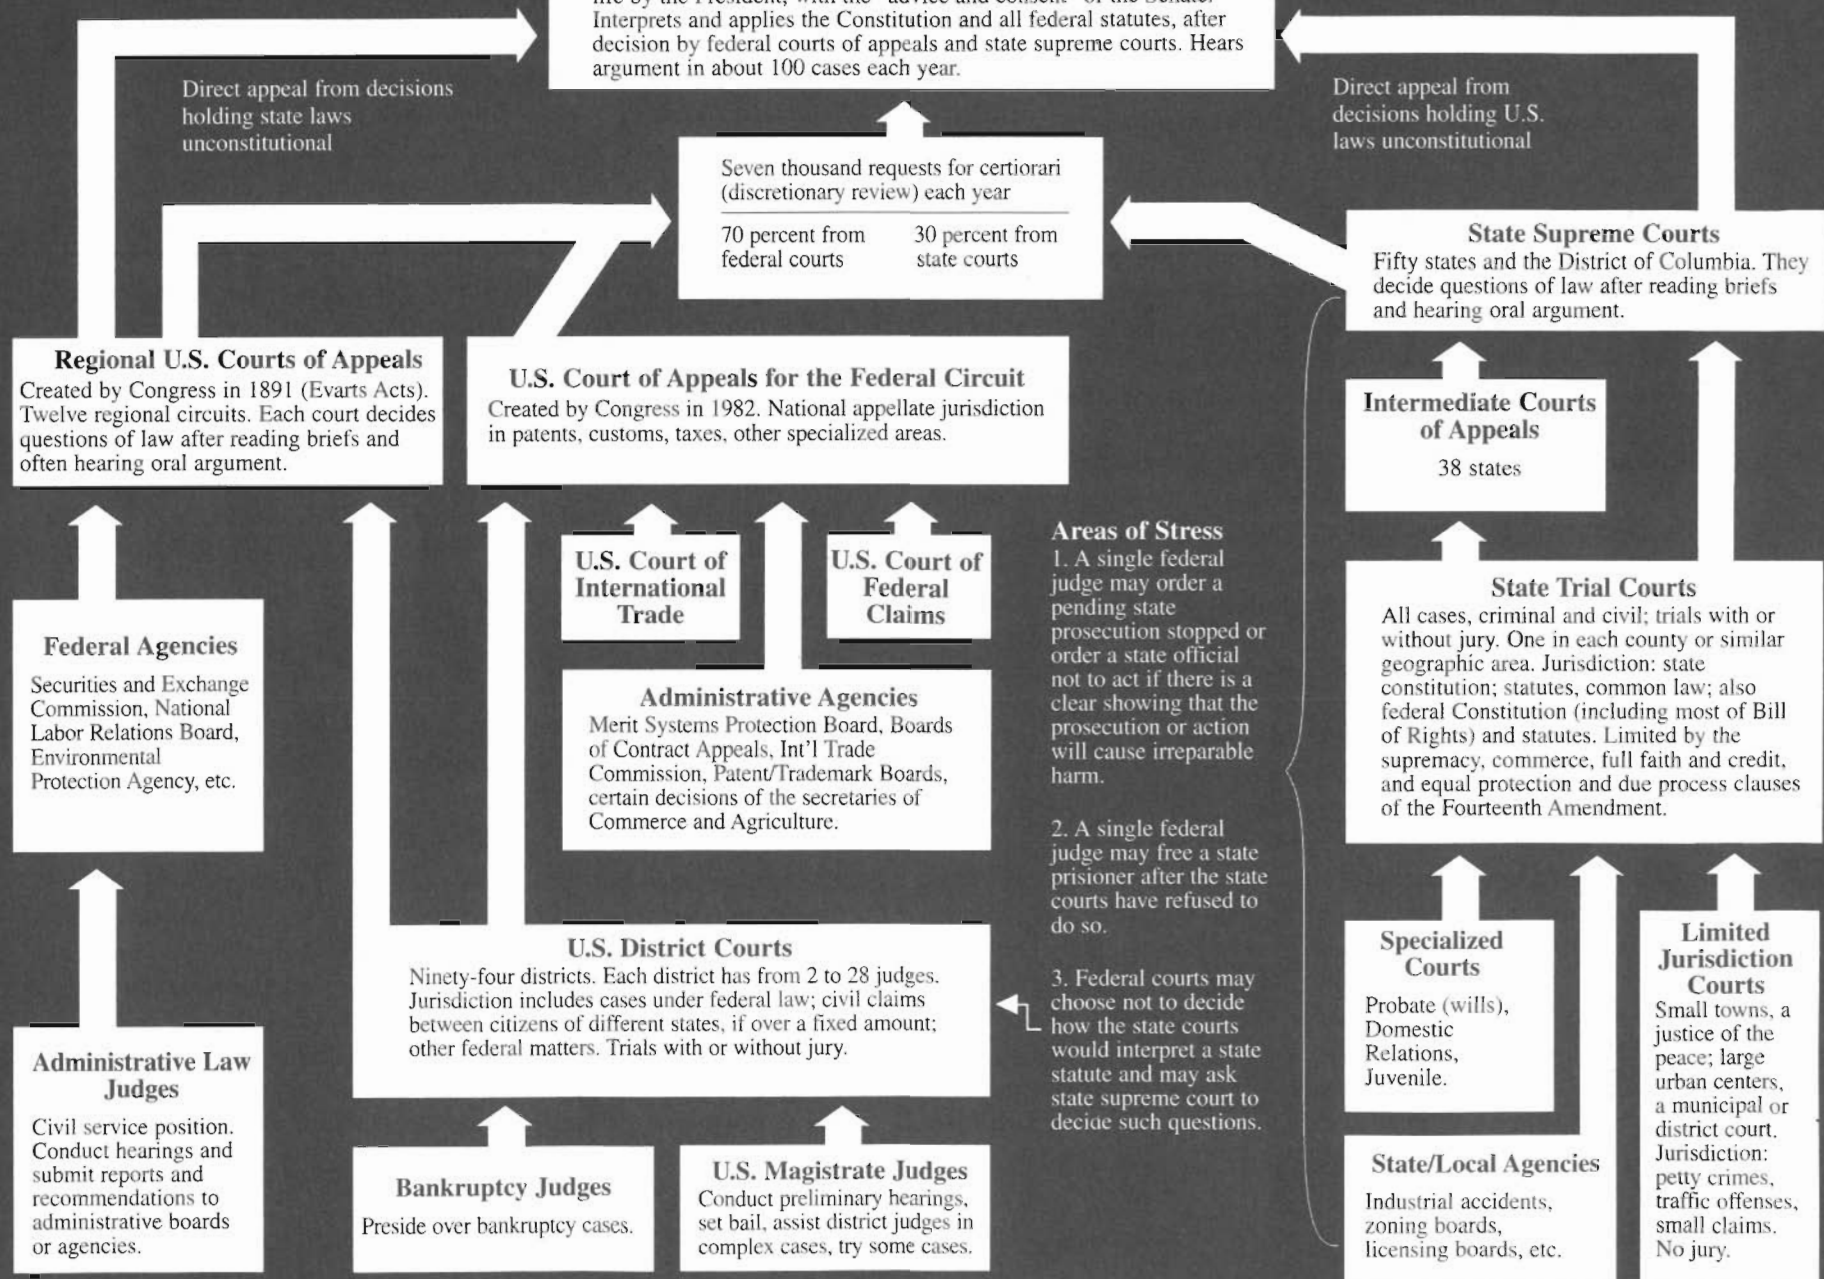 Interprets and applies the Constitution and all federal statutes, after
decision by federal courts of appeals and state supreme courts. Hears
argument in about 100 cases each year.
Direct appeal from decisions
holding state laws
unconstitutional
Direct appeal from
decisions holding U.S.
laws unconstitutional
Seven thousand requests for certiorari
(discretionary review) each year
70 percent from
federal courts
30 percent from
state courts
State Supreme Courts
Fifty states and the District of Columbia. They
decide questions of law after reading briefs
and hearing oral argument.
Regional U.S. Courts of Appeals
Created by Congress in 1891 (Evarts Acts).
Twelve regional circuits. Each court decides
questions of law after reading briefs and
often hearing oral argument.
U.S. Court of Appeals for the Federal Circuit
Created by Congress in 1982. National appellate jurisdiction
in patents, customs, taxes, other specialized areas.
Intermediate Courts
of Appeals
38 states
Federal Agencies
Securities and Exchange
Commission, National
Labor Relations Board,
Environmental
Protection Agency, etc.
U.S. Court of
International
Trade
U.S. Court of
Federal
Claims
Administrative Agencies
Merit Systems Protection Board, Boards
of Contract Appeals, Int'l Trade
Commission, Patent/Trademark Boards,
certain decisions of the secretaries of
Commerce and Agriculture.
Areas of Stress
1. A single federal
judge may order a
pending state
prosecution stopped or
order a state official
not to act if there is a
clear showing that the
prosecution or action
will cause irreparable
harm.
2. A single federal
judge may free a state
prisoner after the state
courts have refused to
do so.
3. Federal courts may
choose not to decide
how the state courts
would interpret a state
statute and may ask
state supreme court to
decide such questions.
State Trial Courts
All cases, criminal and civil; trials with or
without jury. One in each county or similar
geographic area. Jurisdiction: state
constitution; statutes, common law; also
federal Constitution (including most of Bill
of Rights) and statutes. Limited by the
supremacy, commerce, full faith and credit,
and equal protection and due process clauses
of the Fourteenth Amendment.
U.S. District Courts
Ninety-four districts. Each district has from 2 to 28 judges.
Jurisdiction includes cases under federal law; civil claims
between citizens of different states, if over a fixed amount;
other federal matters. Trials with or without jury.
Administrative Law
Judges
Civil service position.
Conduct hearings and
submit reports and
recommendations to
administrative boards
or agencies.
Bankruptcy Judges
Preside over bankruptcy cases.
U.S. Magistrate Judges
Conduct preliminary hearings,
set bail, assist district judges in
complex cases, try some cases.
Specialized
Courts
Probate (wills),
Domestic
Relations,
Juvenile.
State/Local Agencies
Industrial accidents,
zoning boards,
licensing boards, etc.
Limited
Jurisdiction
Courts
Small towns, a
justice of the
peace; large
urban centers,
a municipal or
district court.
Jurisdiction:
petty crimes,
traffic offenses,
small claims.
No jury.